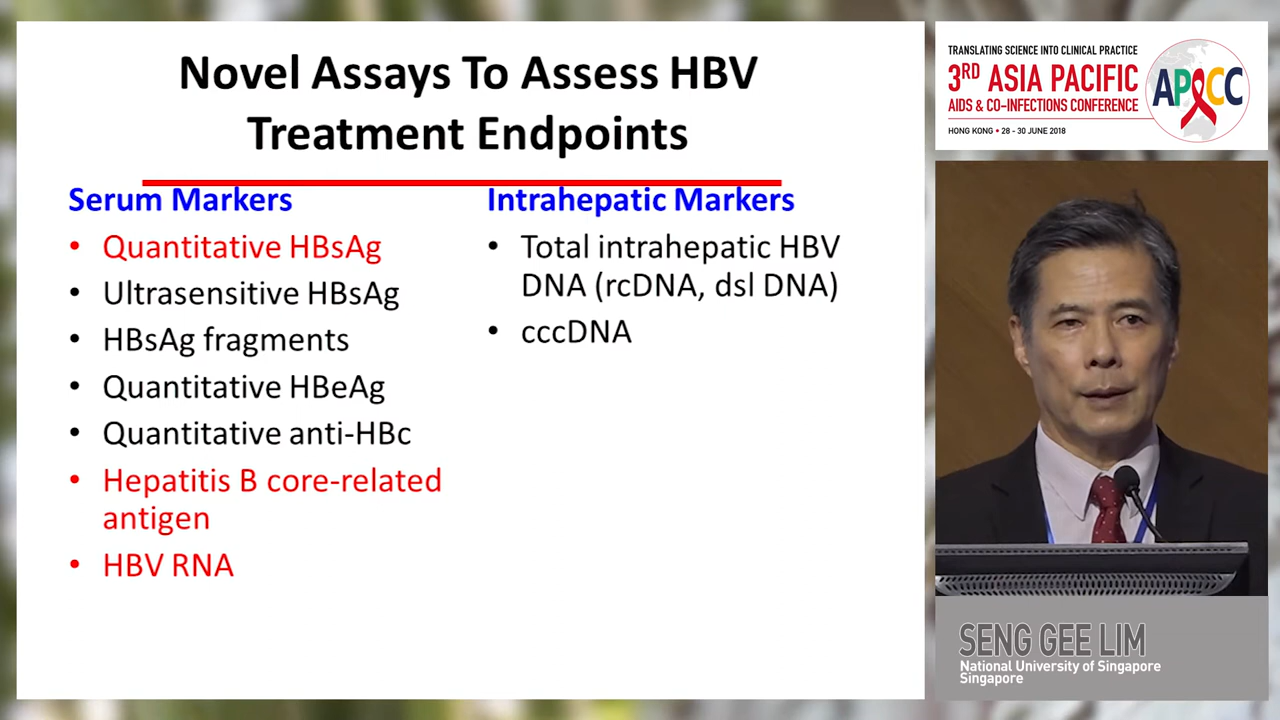 Novel Assays To Assess HBV
Treatment Endpoints
Serum Markers
• Quantitative HBsAg
• Ultrasensitive HBsAg
• HBsAg fragments
• Quantitative HBeAg
• Quantitative anti-HBc
• Hepatitis B core-related
antigen
• HBV RNA
Intrahepatic Markers
• Total intrahepatic HBV
DNA (rcDNA, dsl DNA)
• cccDNA
TRANSLATING SCIENCE INTO CLINICAL PRACTICE
3RD ASIA PACIFIC
AIDS & CO-INFECTIONS CONFERENCE
HONG KONG • 28 - 30 JUNE 2018
APACC
SENG GEE LIM
National University of Singapore
Singapore